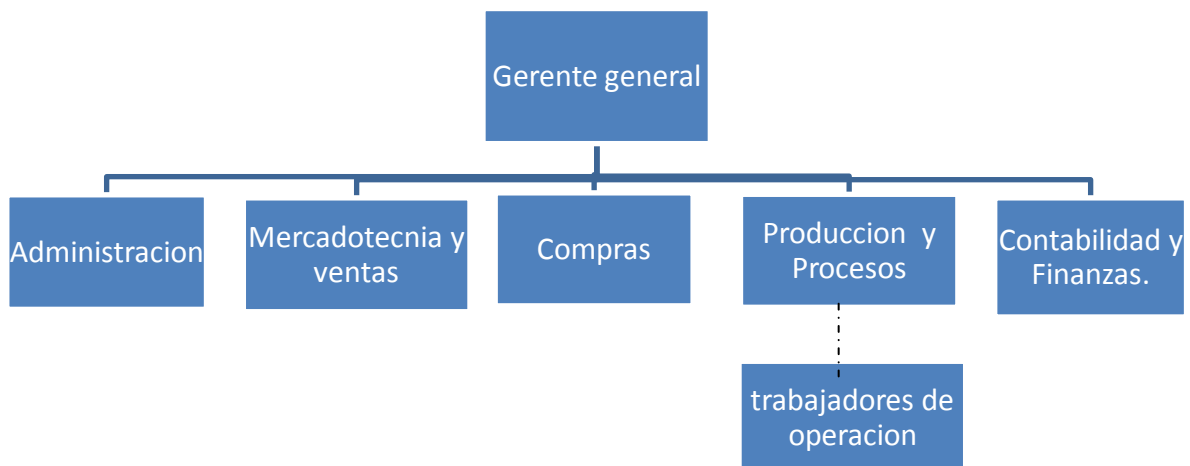 Gerente general
Administracion
Mercadotecnia y
ventas
Compras
Produccion y
Procesos
Contabilidad y
Finanzas.
trabajadores de
operacion